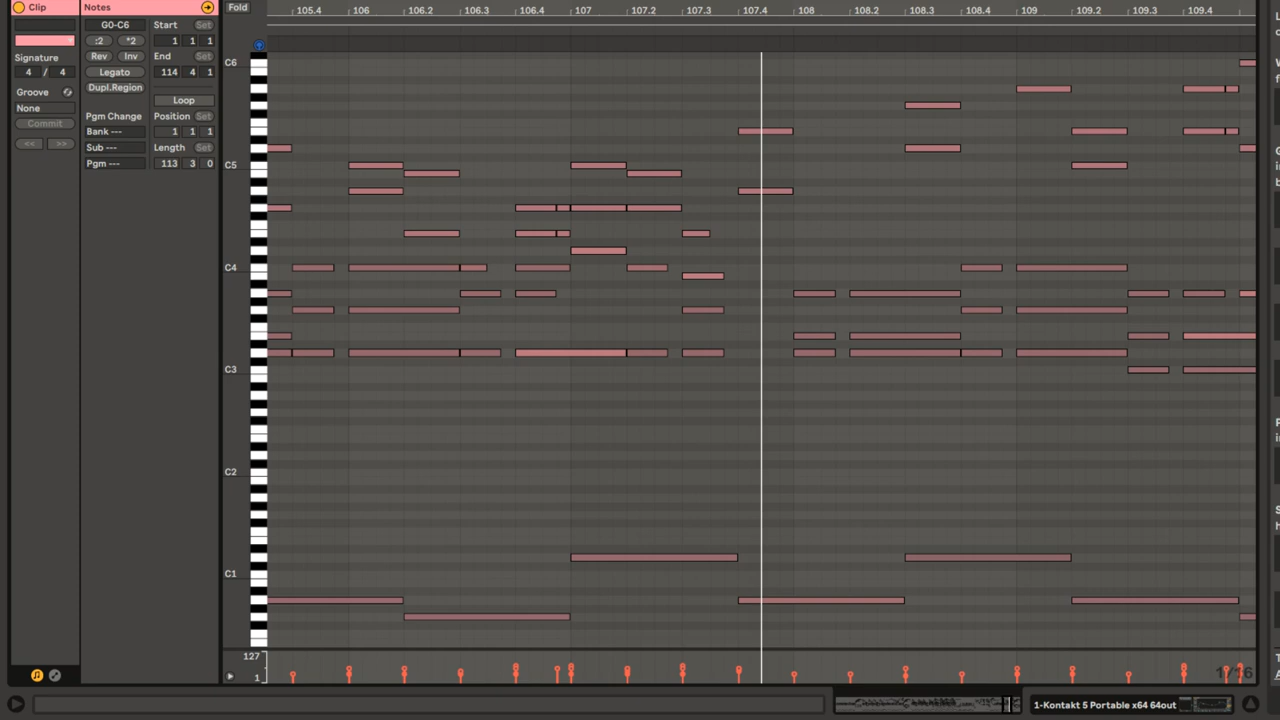 Clip
Notes
Fold
105.4 106 106.2 106.3 106.4 107 107.2 107.3 107.4 108 108.2 108.3 108.4 109 109.2 109.3 109.4
G0-C6
Start Set
:2 *2
1 1 1
Rev Inv
End Set
Signature
4 / 4
Legato
114 4 1
Dupl.Region
Groove
None
Loop
Commit
Pgm Change
Position Set
<< >>
Bank ---
1 1 1
Sub ---
Length Set
Pgm ---
113 3 0
C6
C5
C4
C3
C2
C1
127
1
1/16
1-Kontakt 5 Portable x64 64out